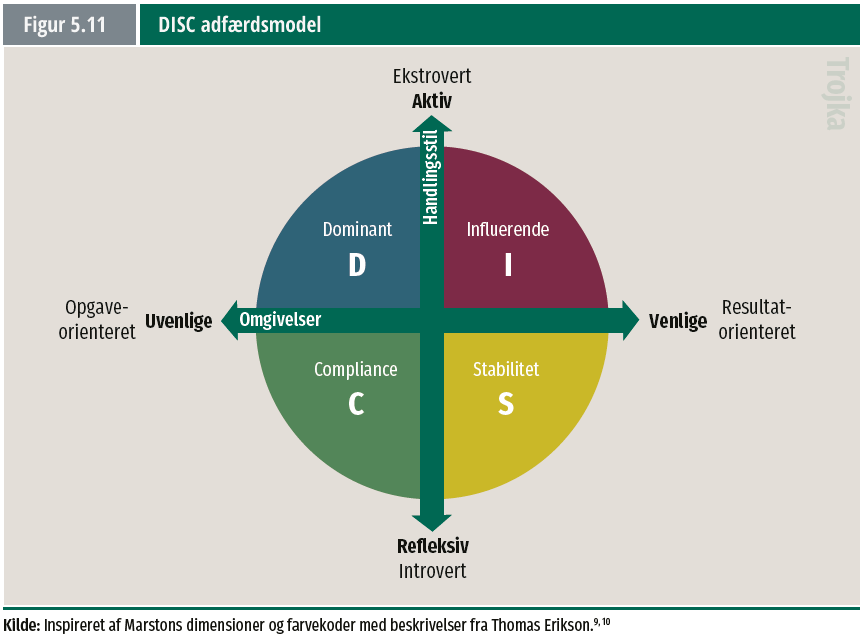 Figur 5.11
DISC adfærdsmodel
Trojka
Ekstrovert
Aktiv
Handlingsstil
Dominant
D
Influerende
I
Opgave-
orienteret
Uvenlige
Omgivelser
Venlige
Resultat-
orienteret
Compliance
C
Stabilitet
S
Refleksiv
Introvert
Kilde: Inspireret af Marstons dimensioner og farvekoder med beskrivelser fra Thomas Erikson.9, 10